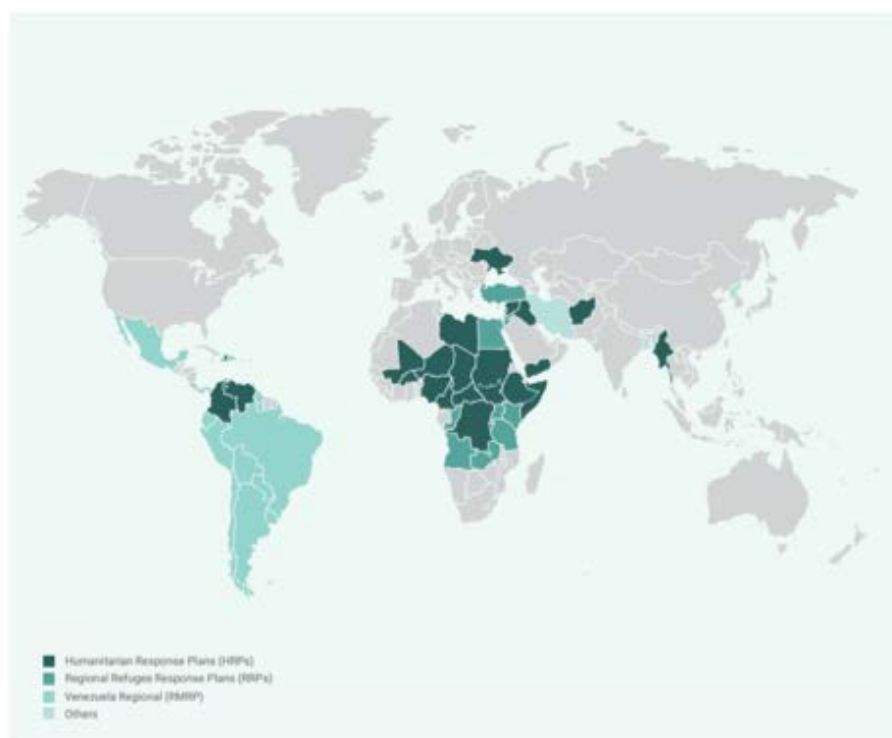 Humanitarian Response Plans (HRPs)
Regional Refugee Response Plans (RRPs)
Venezuela Regional (RMRP)
Others